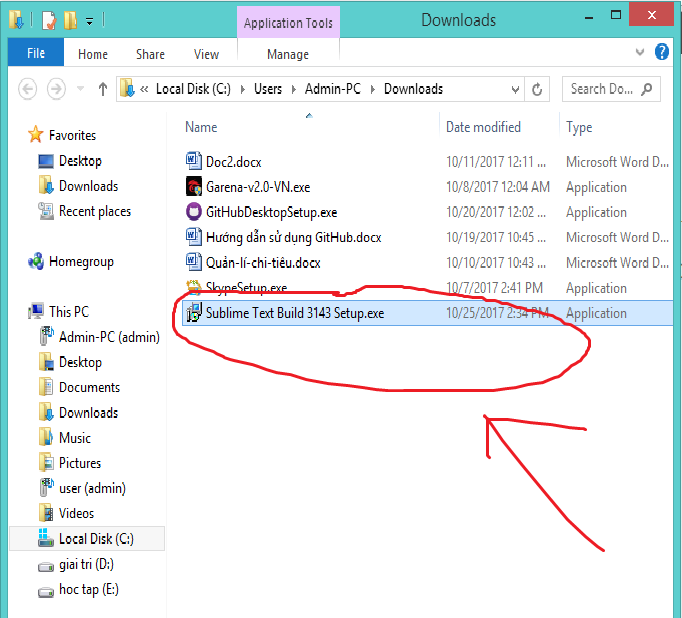 Application Tools
Downloads
File Home Share View Manage
« Local Disk (C:) Users Admin-PC Downloads
Search Do...
Name Date modified Type
Doc2.docx 10/11/2017 12:11 ... Microsoft Word D...
Garena-v2.0-VN.exe 10/8/2017 12:04 AM Application
GitHubDesktopSetup.exe 10/20/2017 12:02 ... Application
Hướng dẫn sử dụng GitHub.docx 10/19/2017 10:45 ... Microsoft Word D...
Quản-lí-chi-tiêu.docx 10/10/2017 10:43 ... Microsoft Word D...
SkypeSetup.exe 10/7/2017 2:41 PM Application
Sublime Text Build 3143 Setup.exe 10/25/2017 2:34 PM Application
Favorites
Desktop
Downloads
Recent places
Homegroup
This PC
Admin-PC (admin)
Desktop
Documents
Downloads
Music
Pictures
user (admin)
Videos
Local Disk (C:)
giai tri (D:)
hoc tap (E:)